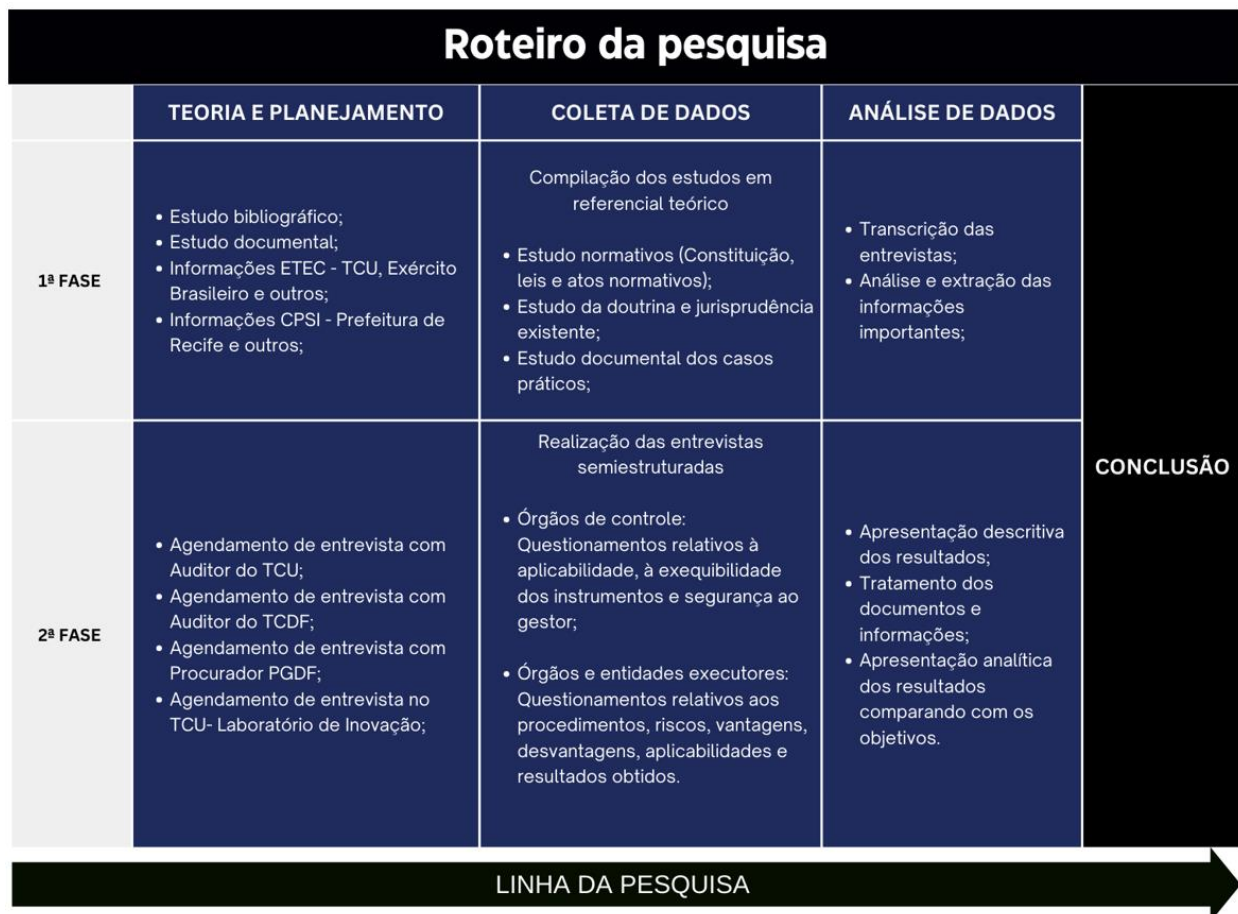 Roteiro da pesquisa
TEORIA E PLANEJAMENTO
COLETA DE DADOS
ANÁLISE DE DADOS
1ª FASE
• Estudo bibliográfico;
• Estudo documental;
• Informações ETEC - TCU, Exército
Brasileiro e outros;
• Informações CPSI - Prefeitura de
Recife e outros;
Compilação dos estudos em
referencial teórico
• Estudo normativos (Constituição,
leis e atos normativos);
• Estudo da doutrina e jurisprudência
existente;
• Estudo documental dos casos
práticos;
• Transcrição das
entrevistas;
• Análise e extração das
informações
importantes;
2ª FASE
• Agendamento de entrevista com
Auditor do TCU;
• Agendamento de entrevista com
Auditor do TCDF;
• Agendamento de entrevista com
Procurador PGDF;
• Agendamento de entrevista no
TCU- Laboratório de Inovação;
Realização das entrevistas
semiestruturadas
• Órgãos de controle:
Questionamentos relativos à
aplicabilidade, à exequibilidade
dos instrumentos e segurança ao
gestor;
• Órgãos e entidades executores:
Questionamentos relativos aos
procedimentos, riscos, vantagens,
desvantagens, aplicabilidades e
resultados obtidos.
• Apresentação descritiva
dos resultados;
• Tratamento dos
documentos e
informações;
• Apresentação analítica
dos resultados
comparando com os
objetivos.
CONCLUSÃO
LINHA DA PESQUISA